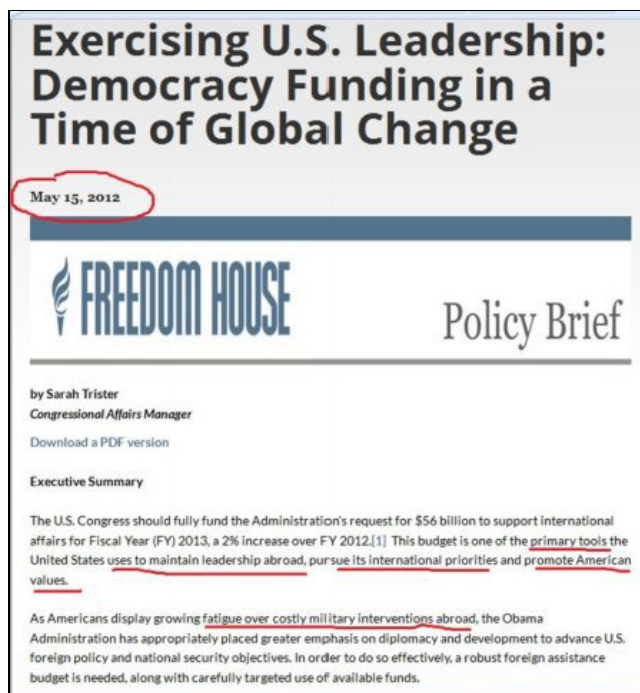 Exercising U.S. Leadership:
Democracy Funding in a
Time of Global Change
May 15, 2012
FREEDOM HOUSE
Policy Brief
by Sarah Trister
Congressional Affairs Manager
Download a PDF version
Executive Summary
The U.S. Congress should fully fund the Administration's request for $56 billion to support international
affairs for Fiscal Year (FY) 2013, a 2% increase over FY 2012.[1] This budget is one of the primary tools the
United States uses to maintain leadership abroad, pursue its international priorities and promote American
values.
As Americans display growing fatigue over costly military interventions abroad, the Obama
Administration has appropriately placed greater emphasis on diplomacy and development to advance U.S.
foreign policy and national security objectives. In order to do so effectively, a robust foreign assistance
budget is needed, along with carefully targeted use of available funds.